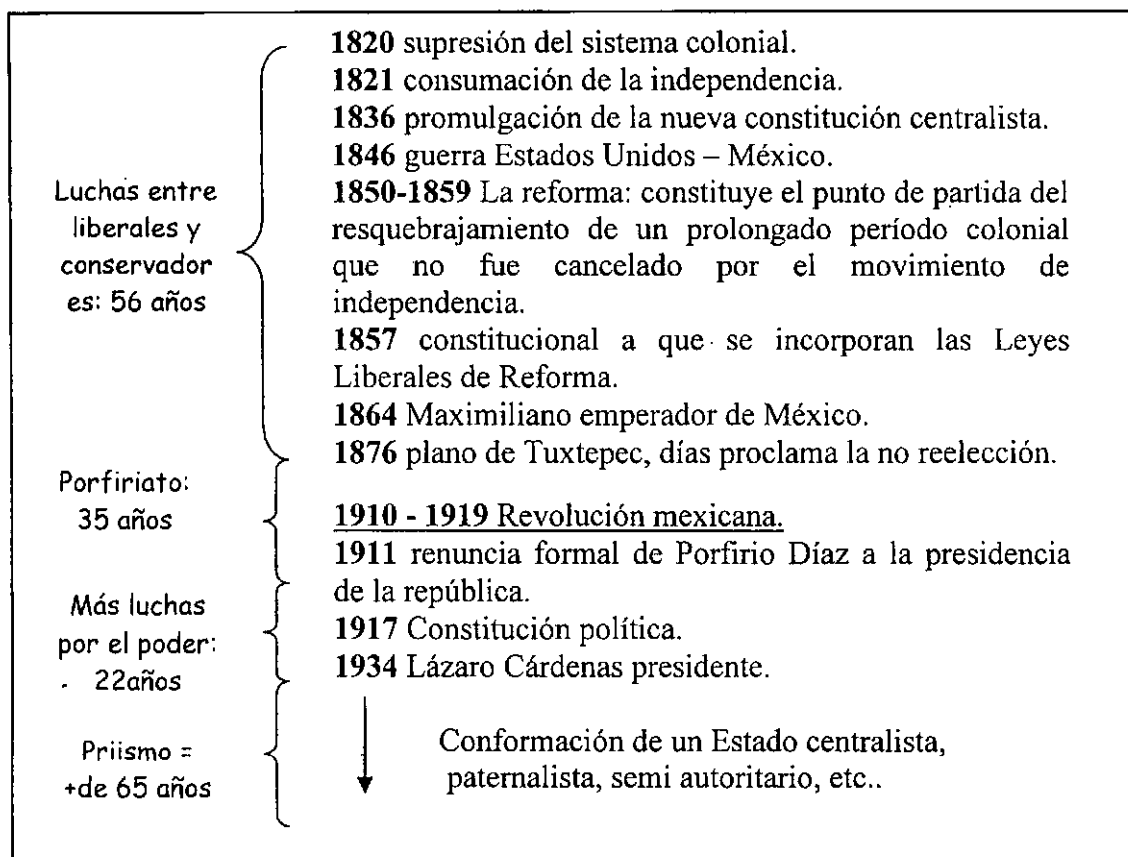 1820 supresión del sistema colonial.
1821 consumación de la independencia.
1836 promulgación de la nueva constitución centralista.
1846 guerra Estados Unidos – México.
1850-1859 La reforma: constituye el punto de partida del
resquebrajamiento de un prolongado período colonial
que no fue cancelado por el movimiento de
independencia.
1857 constitucional a que se incorporan las Leyes
Liberales de Reforma.
1864 Maximiliano emperador de México.
1876 plano de Tuxtepec, días proclama la no reelección.
Luchas entre
liberales y
conservador
es: 56 años
Porfiriato:
35 años
1910 - 1919 Revolución mexicana.
1911 renuncia formal de Porfirio Díaz a la presidencia
de la república.
1917 Constitución política.
1934 Lázaro Cárdenas presidente.
Más luchas
por el poder:
22años
Priismo =
+de 65 años
Conformación de un Estado centralista,
paternalista, semi autoritario, etc..